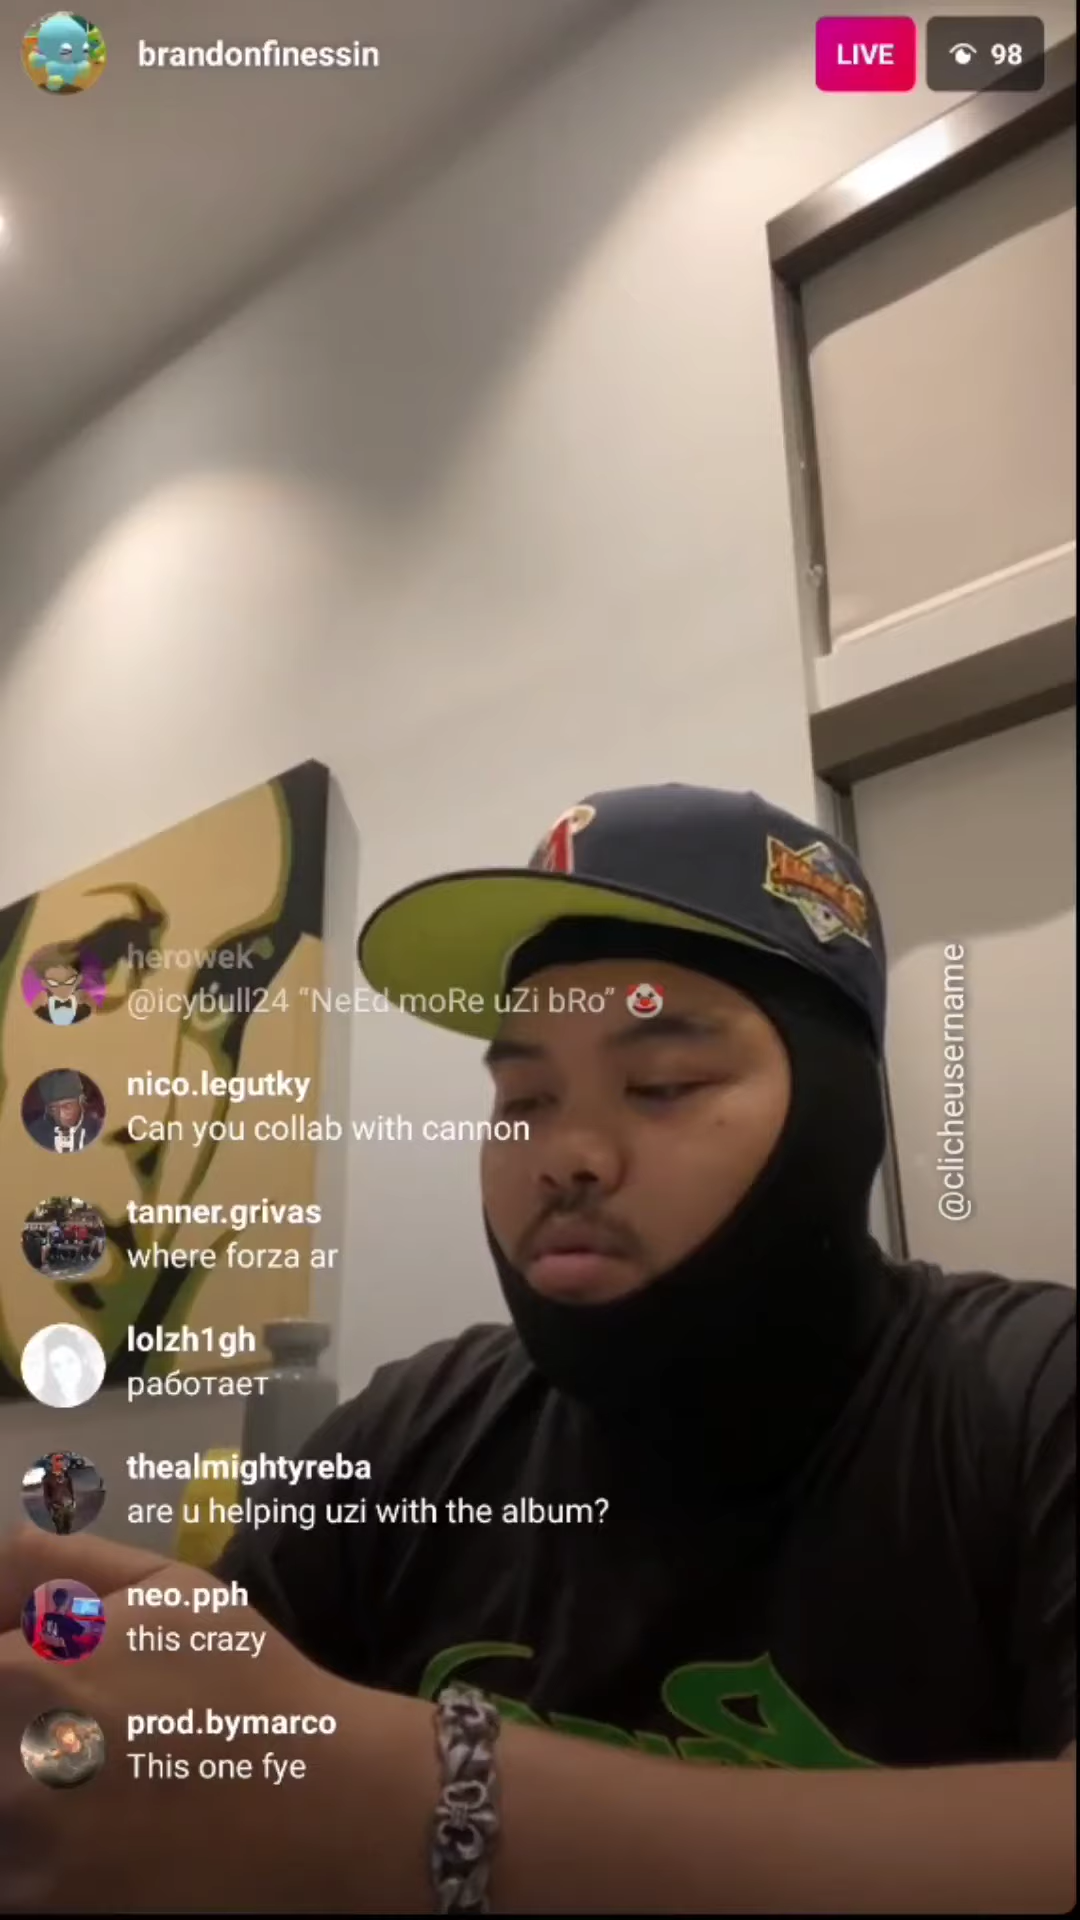 brandonfinessin
LIVE
98
herowek
@icybull24 “NeEd moRe uZi bRo” 🤡
nico.legutky
Can you collab with cannon
tanner.grivas
where forza ar
lolzh1gh
работает
thealmightyreba
are u helping uzi with the album?
neo.pph
this crazy
prod.bymarco
This one fye
@clicheusername